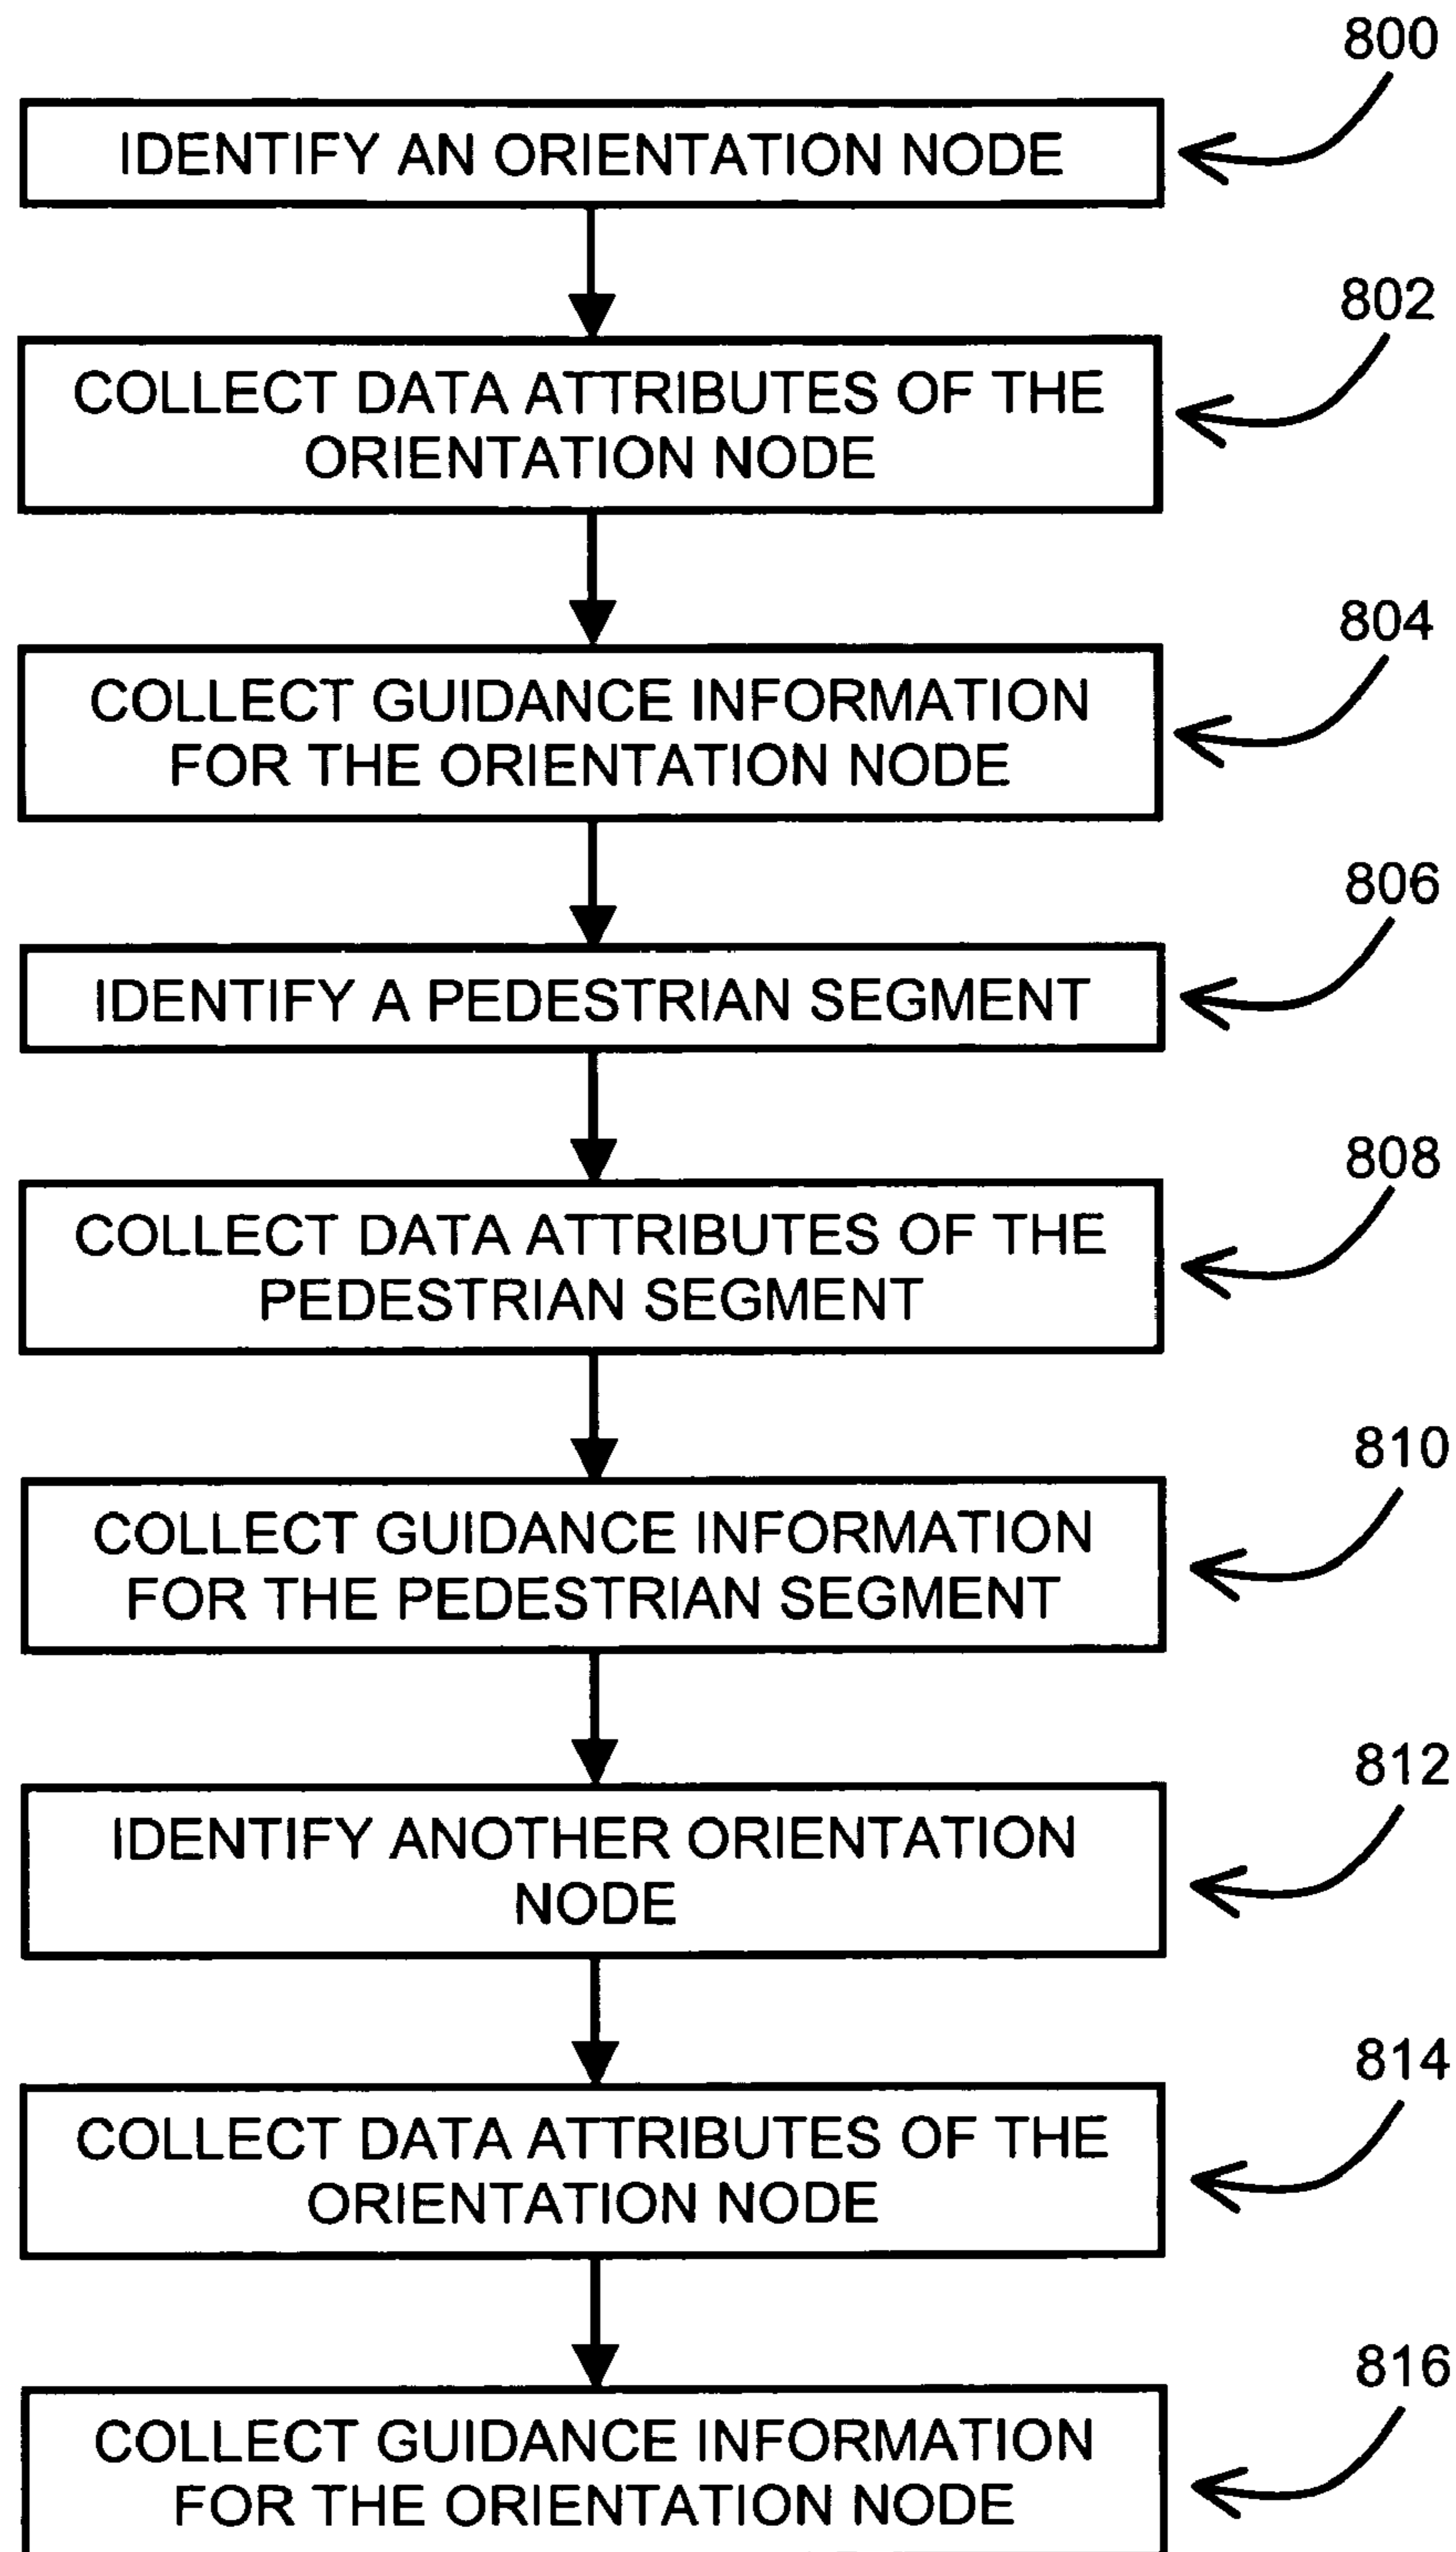 800
IDENTIFY AN ORIENTATION NODE
802
COLLECT DATA ATTRIBUTES OF THE
ORIENTATION NODE
804
COLLECT GUIDANCE INFORMATION
FOR THE ORIENTATION NODE
806
IDENTIFY A PEDESTRIAN SEGMENT
808
COLLECT DATA ATTRIBUTES OF THE
PEDESTRIAN SEGMENT
810
COLLECT GUIDANCE INFORMATION
FOR THE PEDESTRIAN SEGMENT
812
IDENTIFY ANOTHER ORIENTATION
NODE
814
COLLECT DATA ATTRIBUTES OF THE
ORIENTATION NODE
816
COLLECT GUIDANCE INFORMATION
FOR THE ORIENTATION NODE